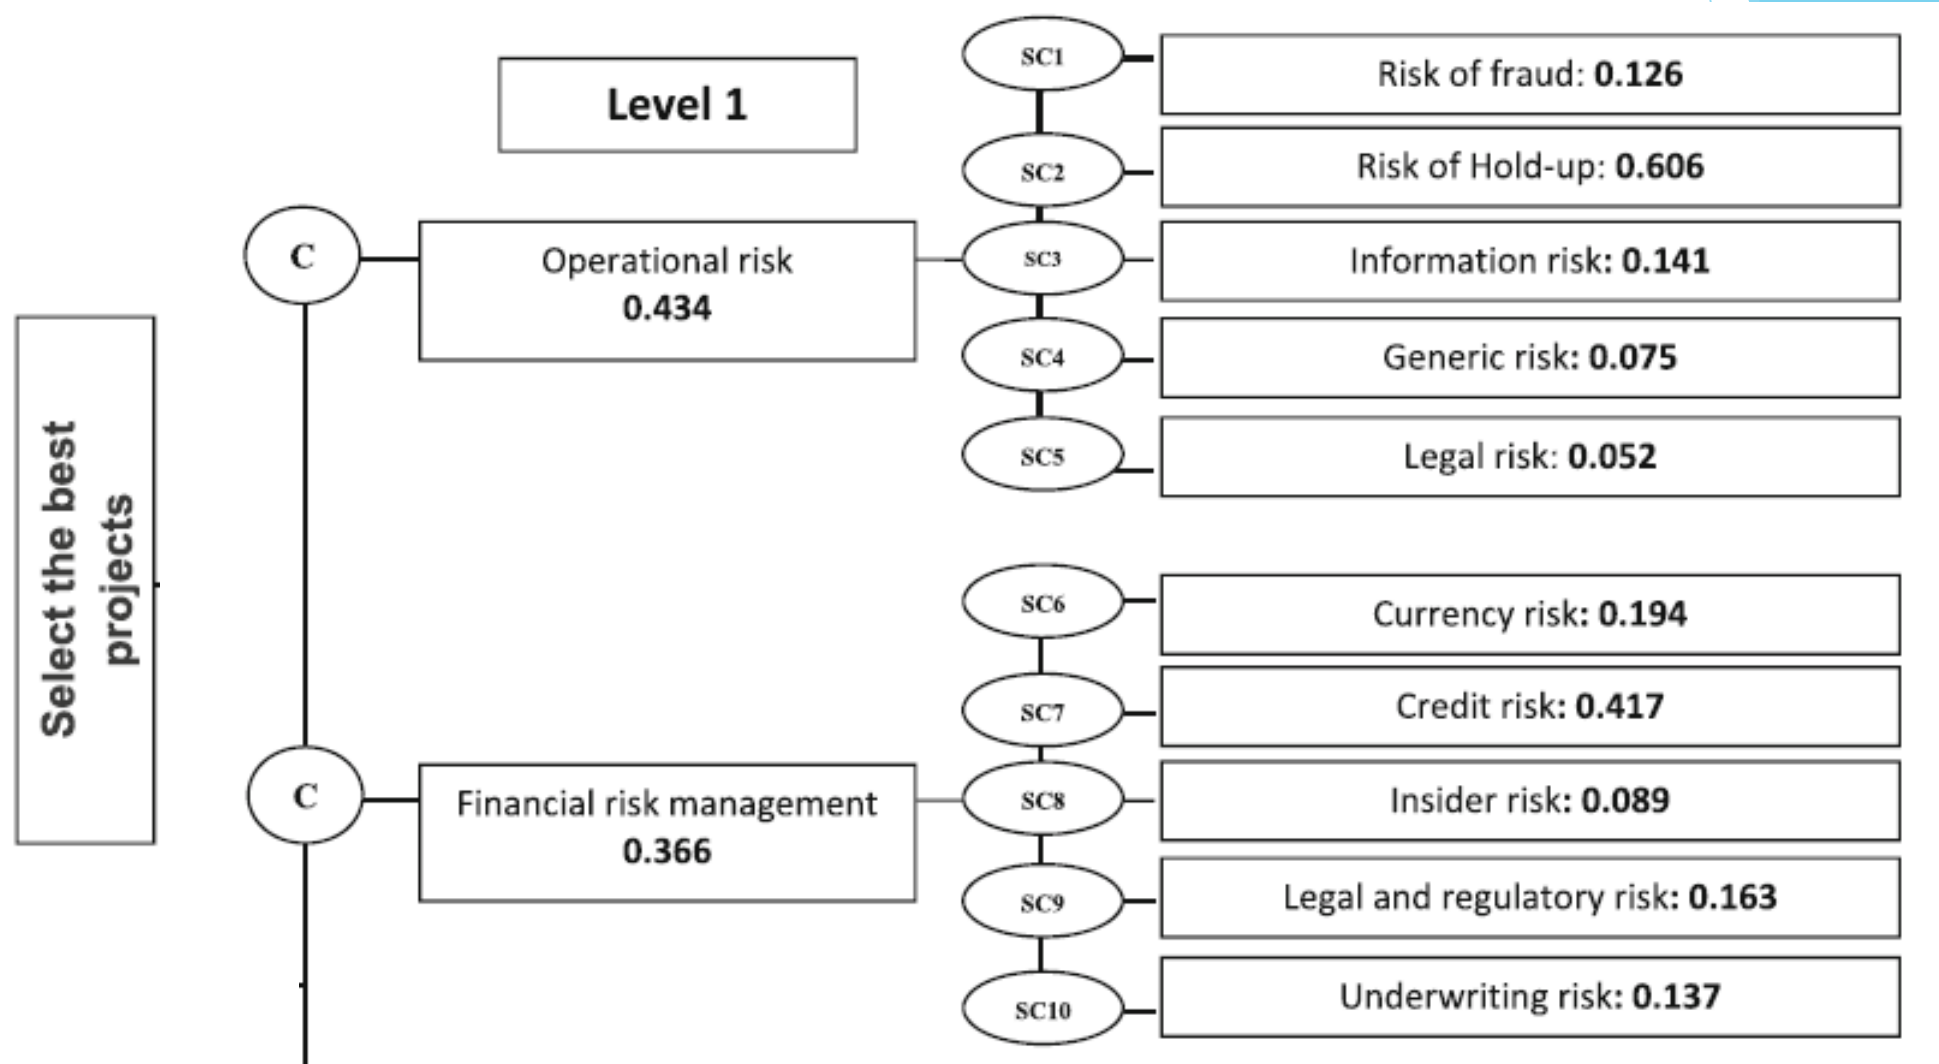 Level 1
Select the best
projects
C
Operational risk
0.434
SC1
Risk of fraud: 0.126
SC2
Risk of Hold-up: 0.606
SC3
Information risk: 0.141
SC4
Generic risk: 0.075
SC5
Legal risk: 0.052
C
Financial risk management
0.366
SC6
Currency risk: 0.194
SC7
Credit risk: 0.417
SC8
Insider risk: 0.089
SC9
Legal and regulatory risk: 0.163
SC10
Underwriting risk: 0.137